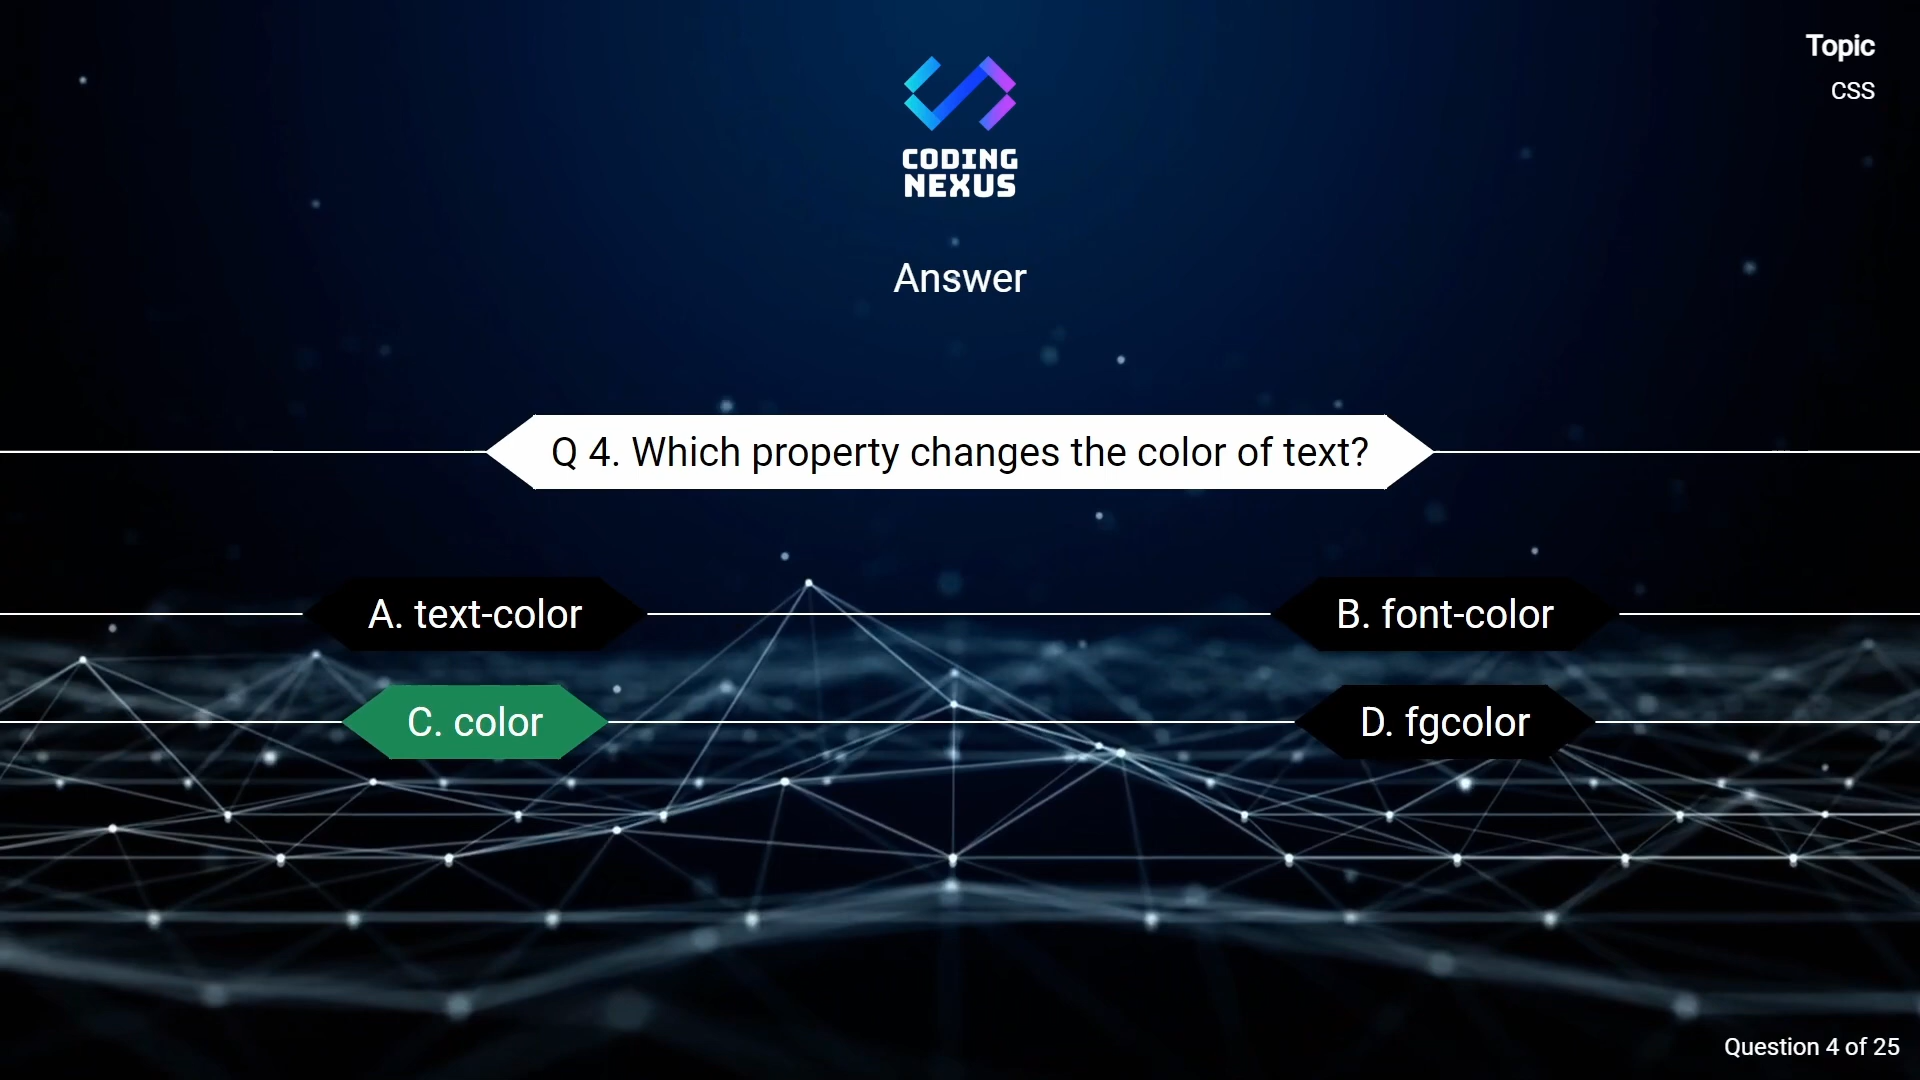 Topic
CSS
CODING
NEXUS
Answer
Q 4. Which property changes the color of text?
A. text-color
B. font-color
C. color
D. fgcolor
Question 4 of 25